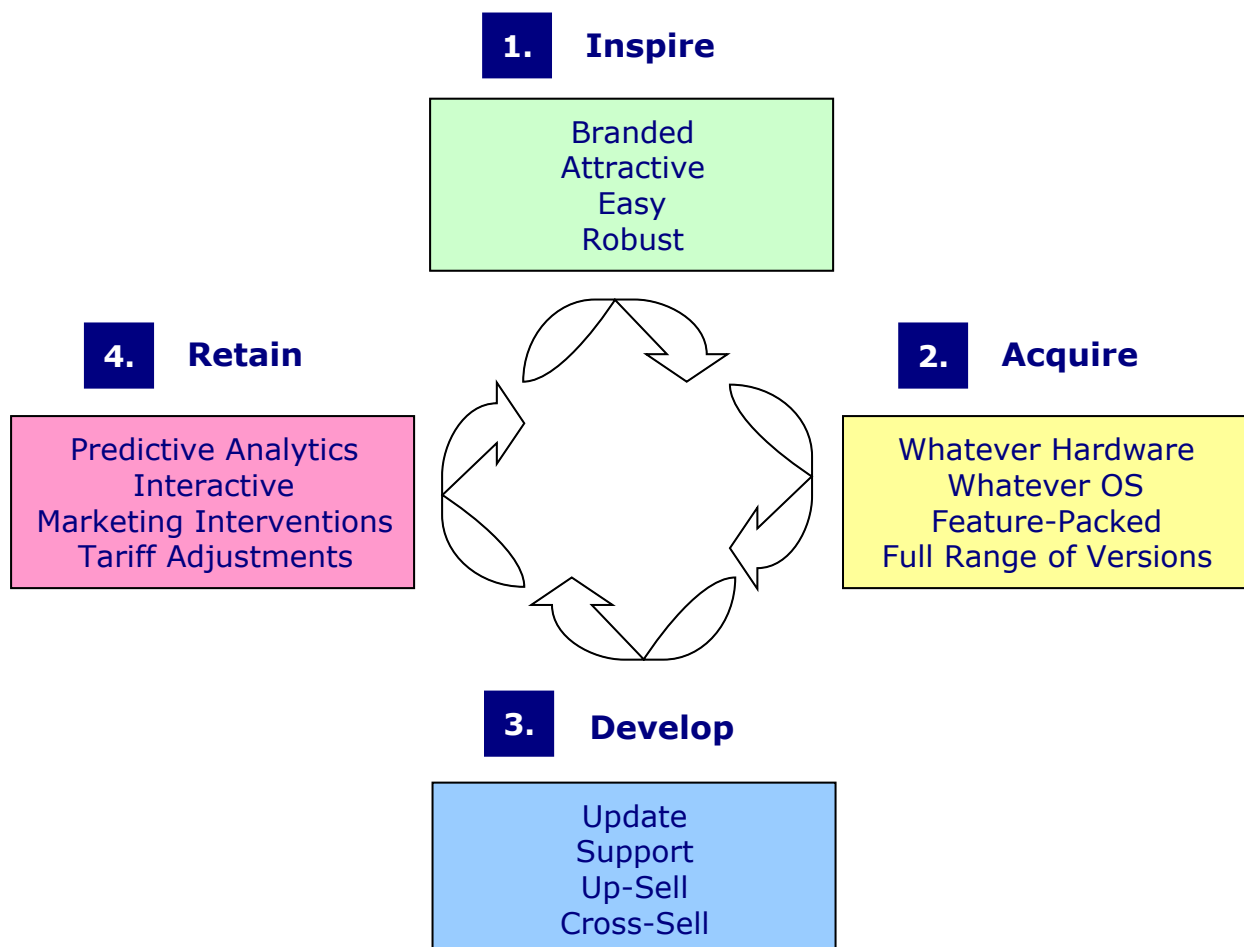 1. Inspire
Branded
Attractive
Easy
Robust
2. Acquire
Whatever Hardware
Whatever OS
Feature-Packed
Full Range of Versions
3. Develop
Update
Support
Up-Sell
Cross-Sell
4. Retain
Predictive Analytics
Interactive
Marketing Interventions
Tariff Adjustments